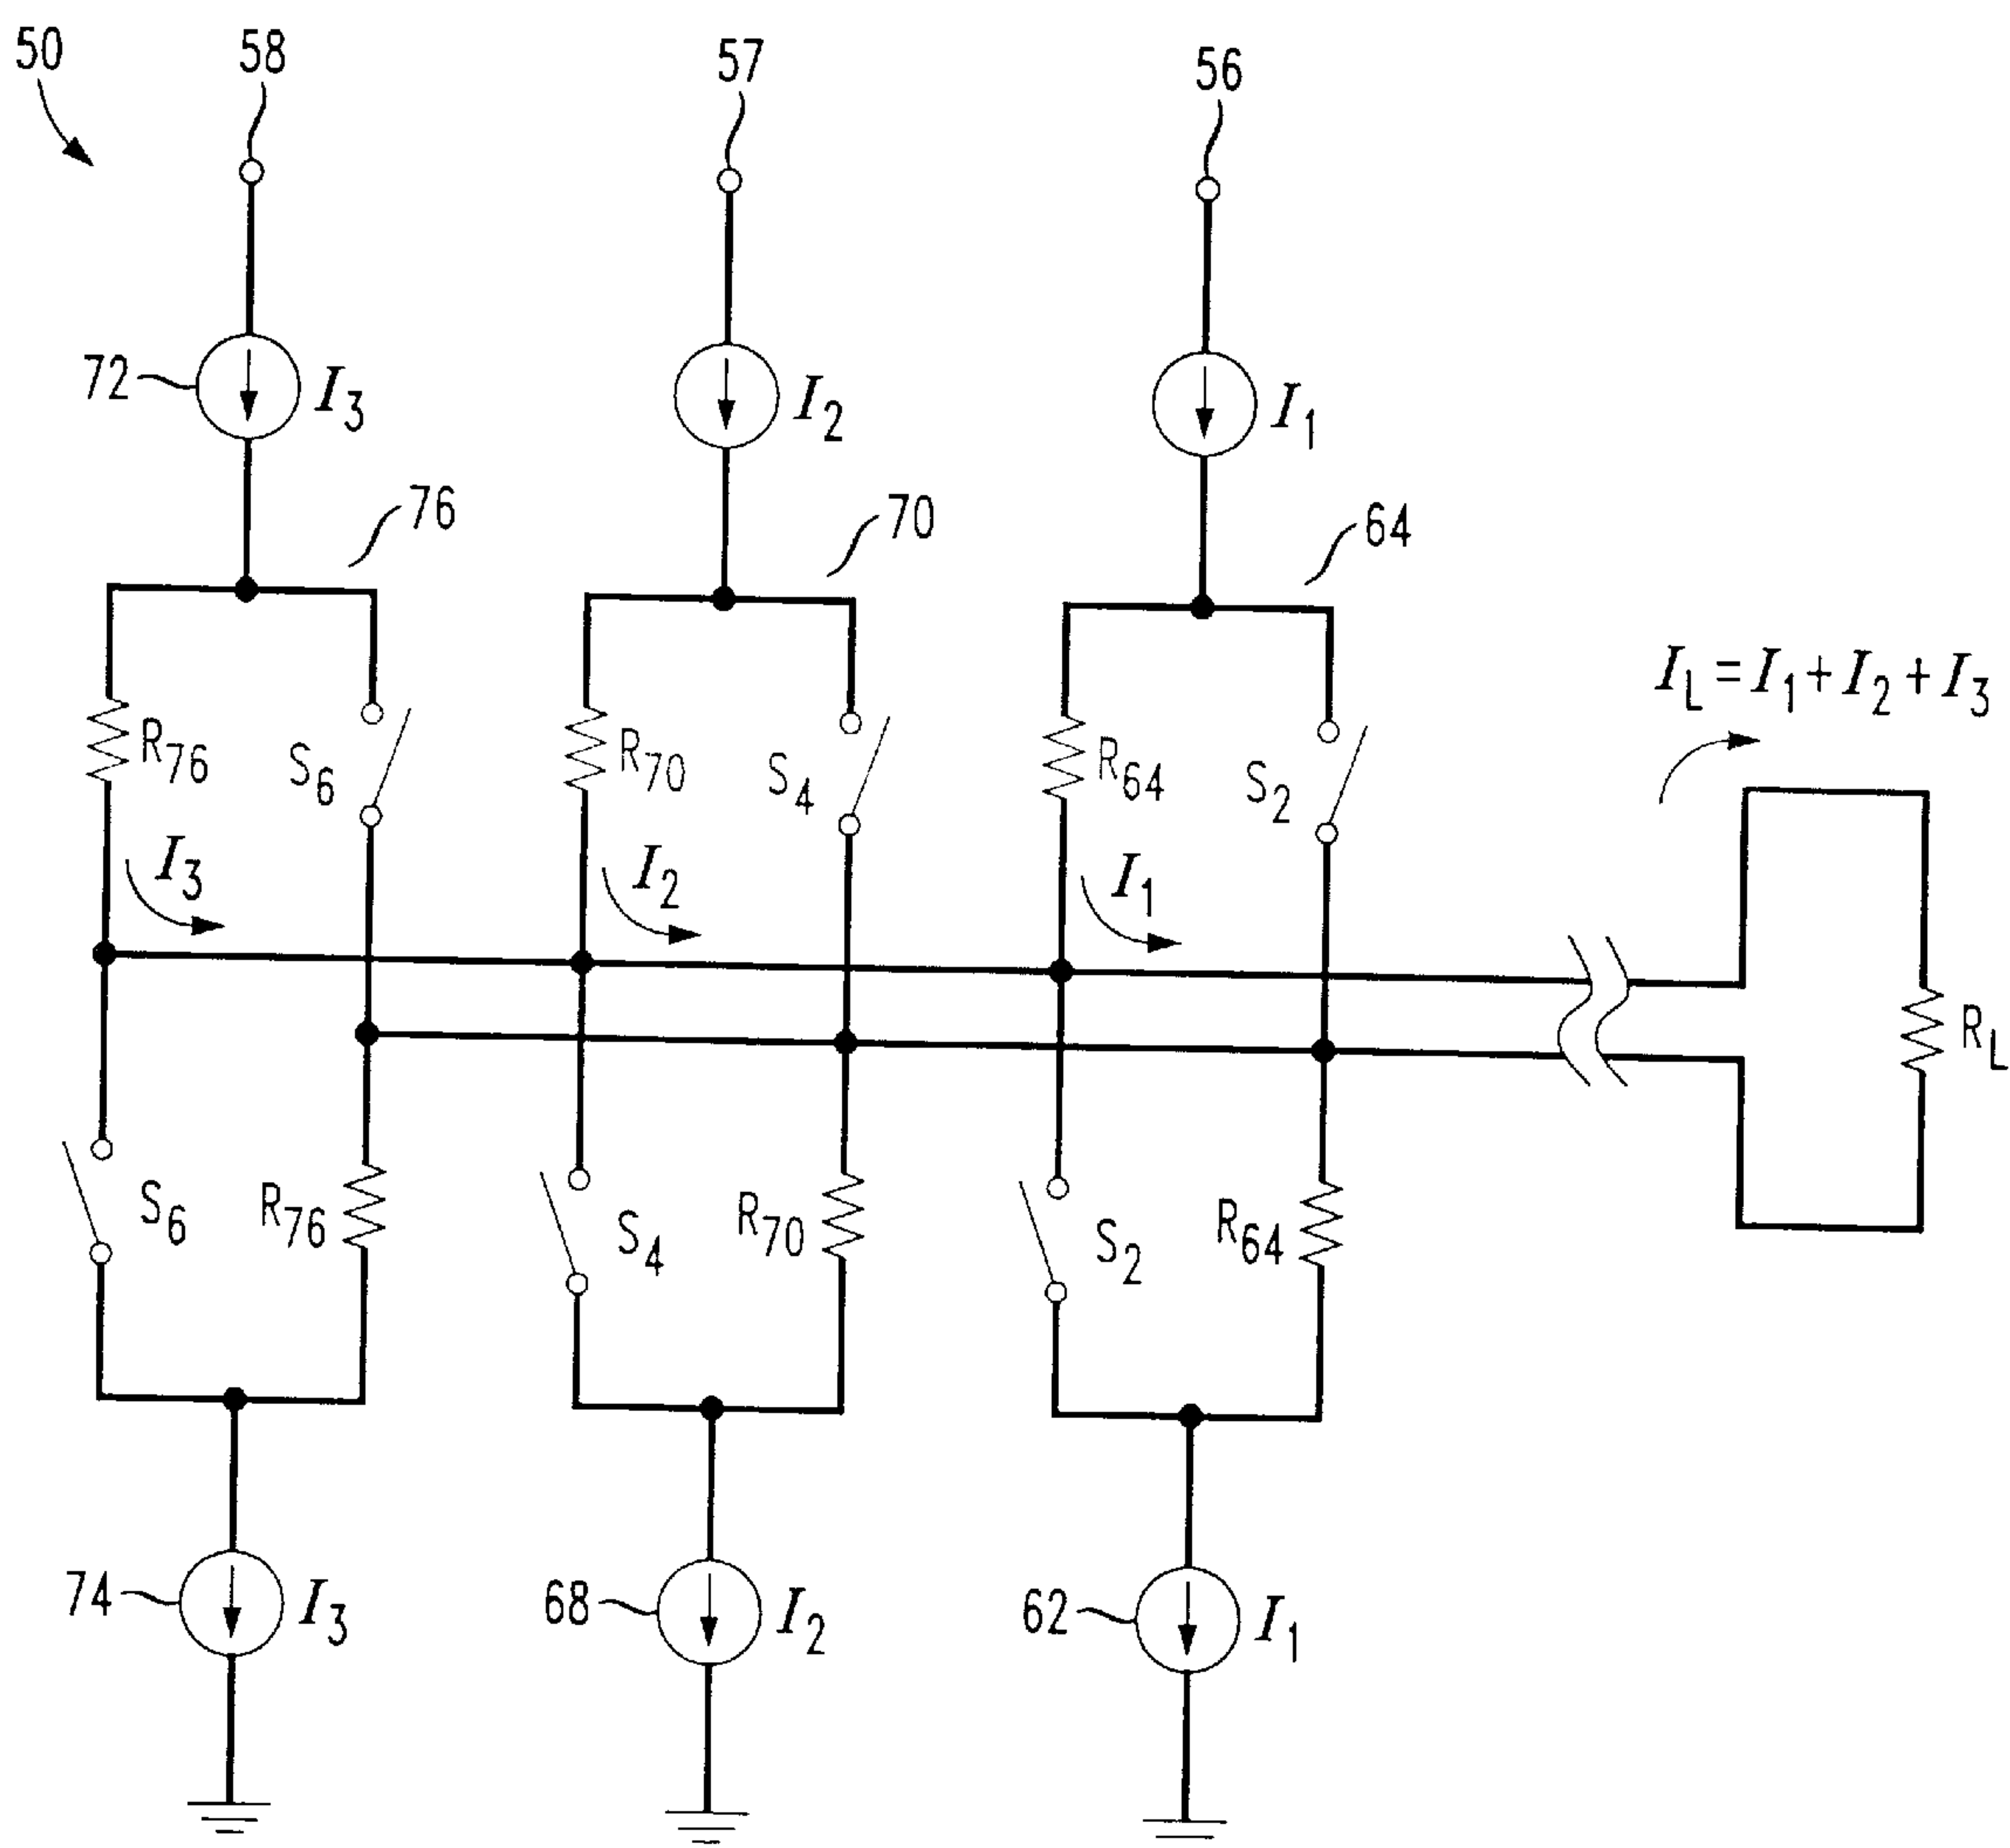 50
58
57
56
72
I3
I2
I1
76
70
64
IL = I1 + I2 + I3
R76
S6
R70
S4
R64
S2
I3
I2
I1
RL
S6
R76
S4
R70
S2
R64
74
I3
68
I2
62
I1